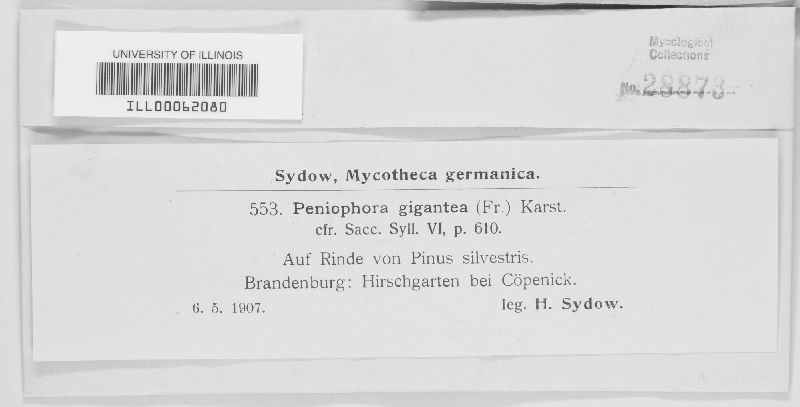 UNIVERSITY OF ILLINOIS
ILL00062080
Mycological
Collections
No. 28873
Sydow, Mycotheca germanica.
553. Peniophora gigantea (Fr.) Karst.
cfr. Sacc. Syll. VI, p. 610.
Auf Rinde von Pinus silvestris.
Brandenburg: Hirschgarten bei Cöpenick.
6. 5. 1907. leg. H. Sydow.